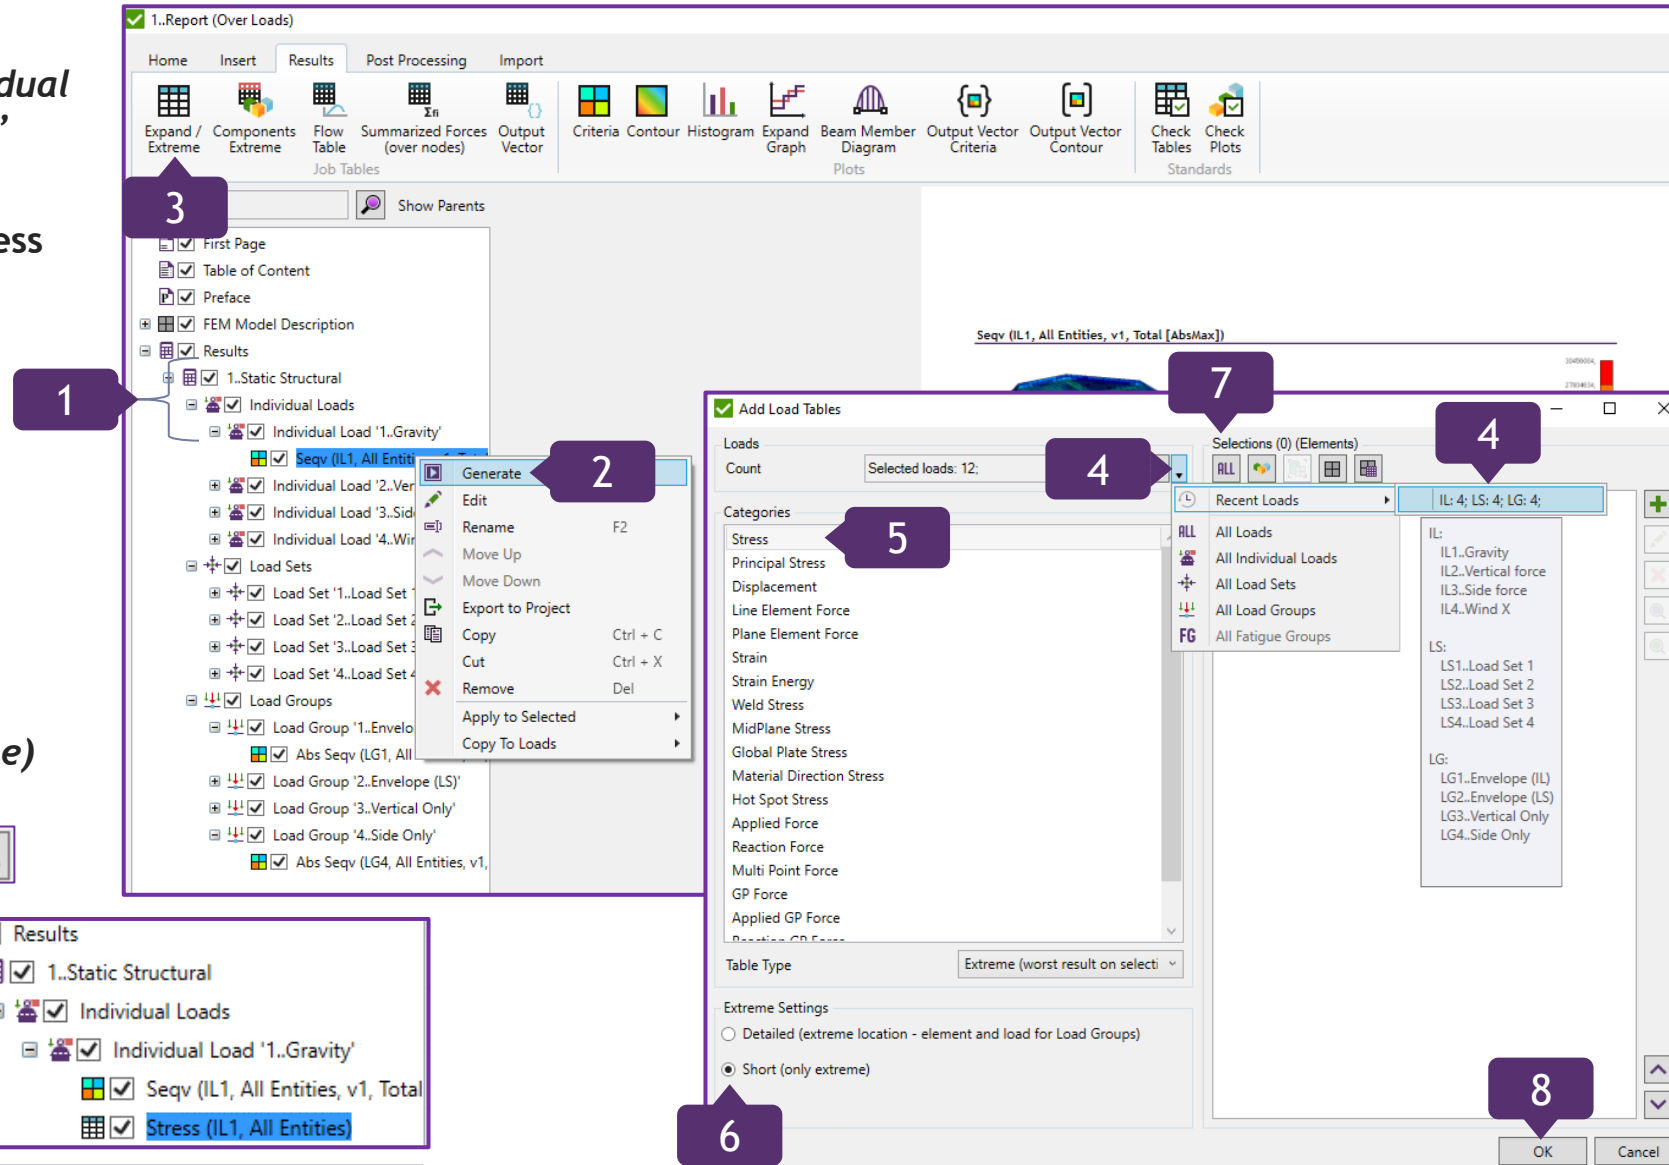 1..Report (Over Loads)
Home Insert Results Post Processing Import
Expand / Extreme
Components Extreme
Flow Table
Summarized Forces (over nodes)
Output Vector
Job Tables
Criteria
Contour
Histogram
Expand Graph
Beam Member Diagram
Output Vector Criteria
Output Vector Contour
Plots
Check Tables
Check Plots
Standards
3
Show Parents
First Page
Table of Content
Preface
FEM Model Description
Results
1..Static Structural
1
Individual Loads
Individual Load '1..Gravity'
Seqv (IL1, All
Individual Load '2..Ver
Individual Load '3..Sid
Individual Load '4..Wir
Load Sets
Load Set '1..Load Set
Load Set '2..Load Set
Load Set '3..Load Set
Load Set '4..Load Set
Load Groups
Load Group '1..Envelo
Abs Seqv (LG1, All
Load Group '2..Envelope (LS)'
Load Group '3..Vertical Only'
Load Group '4..Side Only'
Abs Seqv (LG4, All Entities, v1,
Generate
2
Edit
Rename F2
Move Up
Move Down
Export to Project
Copy Ctrl + C
Cut Ctrl + X
Remove Del
Apply to Selected
Copy To Loads
Seqv (IL1, All Entities, v1, Total [AbsMax])
Add Load Tables
7
Loads
Count Selected loads: 12;
4
Selections (0) (Elements)
4
ALL
Recent Loads
IL: 4; LS: 4; LG: 4;
ALL All Loads
All Individual Loads
All Load Sets
All Load Groups
FG All Fatigue Groups
IL:
IL1..Gravity
IL2..Vertical force
IL3..Side force
IL4..Wind X
LS:
LS1..Load Set 1
LS2..Load Set 2
LS3..Load Set 3
LS4..Load Set 4
LG:
LG1..Envelope (IL)
LG2..Envelope (LS)
LG3..Vertical Only
LG4..Side Only
Categories
Stress
5
Principal Stress
Displacement
Line Element Force
Plane Element Force
Strain
Strain Energy
Weld Stress
MidPlane Stress
Global Plate Stress
Material Direction Stress
Hot Spot Stress
Applied Force
Reaction Force
Multi Point Force
GP Force
Applied GP Force
Table Type Extreme (worst result on selecti
Extreme Settings
Detailed (extreme location - element and load for Load Groups)
Short (only extreme)
6
8
OK Cancel
dual
’
ess
e)
Results
1..Static Structural
Individual Loads
Individual Load '1..Gravity'
Seqv (IL1, All Entities, v1, Total
Stress (IL1, All Entities)